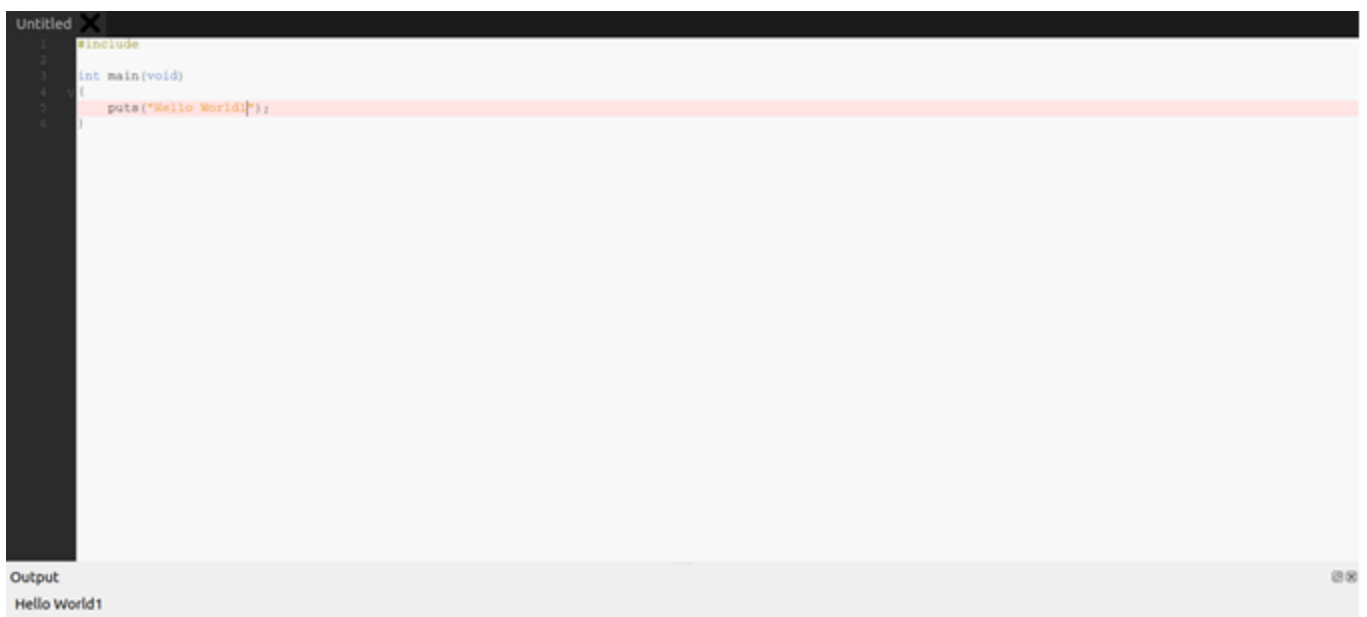 Untitled
1 #include
2
3 int main(void)
4 {
5 puts("Hello World1");
6 }
Output
Hello World1